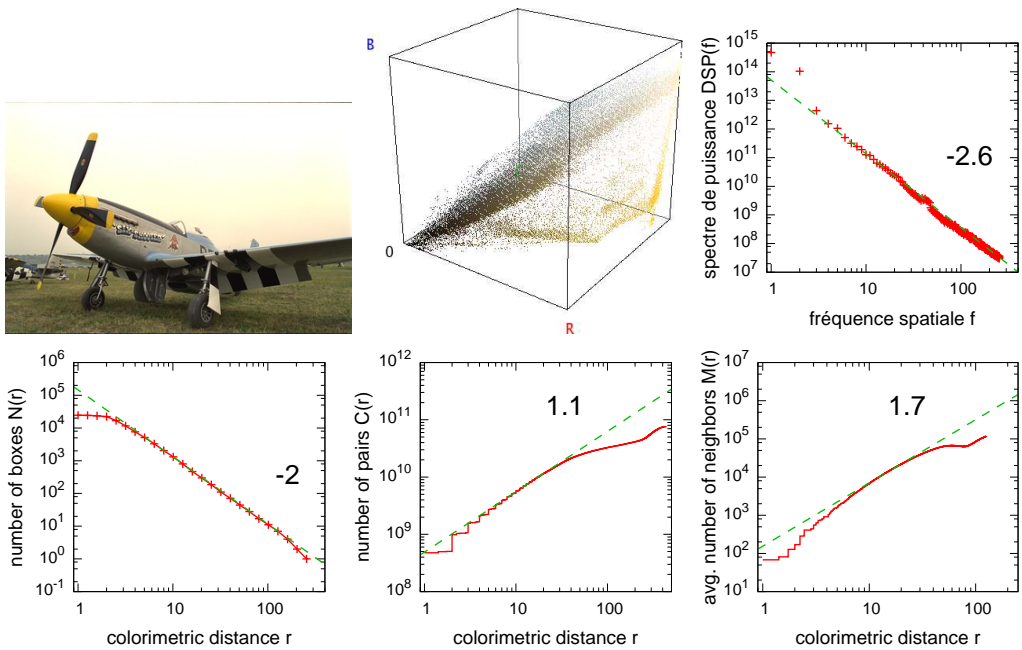 B
0
R
spectre de puissance DSP(f)
10^15
10^14
10^13
10^12
10^11
10^10
10^9
10^8
10^7
-2.6
1 10 100
fréquence spatiale f
number of boxes N(r)
10^6
10^5
10^4
10^3
10^2
10^1
10^0
10^-1
-2
1 10 100
colorimetric distance r
number of pairs C(r)
10^12
10^11
10^10
10^9
10^8
1.1
1 10 100
colorimetric distance r
avg. number of neighbors M(r)
10^7
10^6
10^5
10^4
10^3
10^2
10^1
1.7
1 10 100
colorimetric distance r